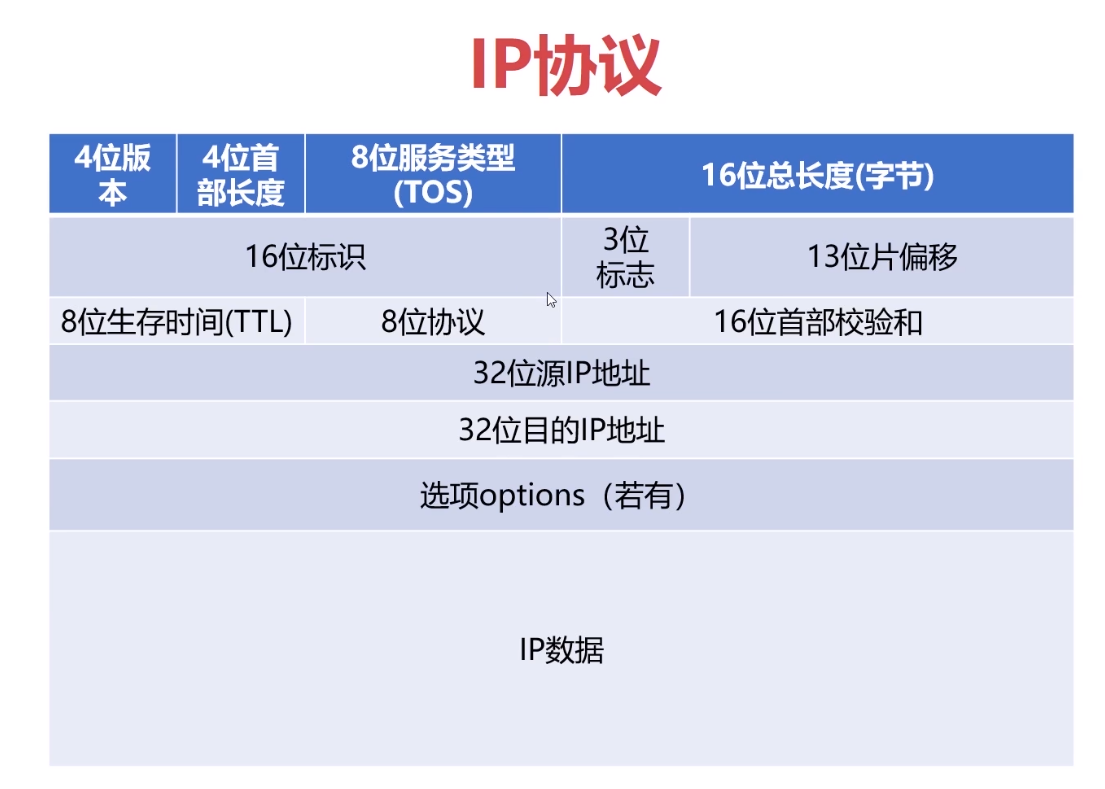 IP协议
4位版
本
4位首
部长度
8位服务类型
(TOS)
16位总长度(字节)
16位标识
3位
标志
13位片偏移
8位生存时间(TTL)
8位协议
16位首部校验和
32位源IP地址
32位目的IP地址
选项options（若有）
IP数据